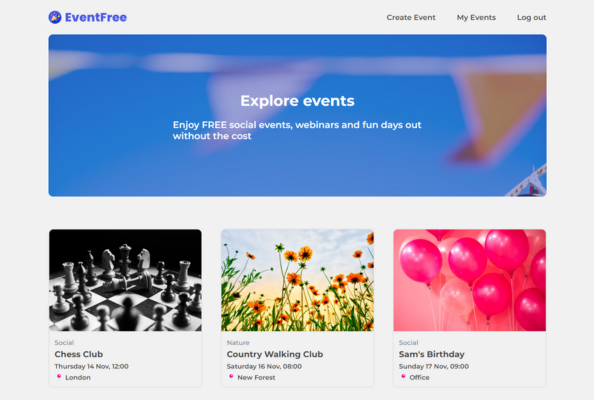 EventFree
Create Event
My Events
Log out
Explore events
Enjoy FREE social events, webinars and fun days out
without the cost
Social
Chess Club
Thursday 14 Nov, 12:00
London
Nature
Country Walking Club
Saturday 16 Nov, 08:00
New Forest
Social
Sam's Birthday
Sunday 17 Nov, 09:00
Office